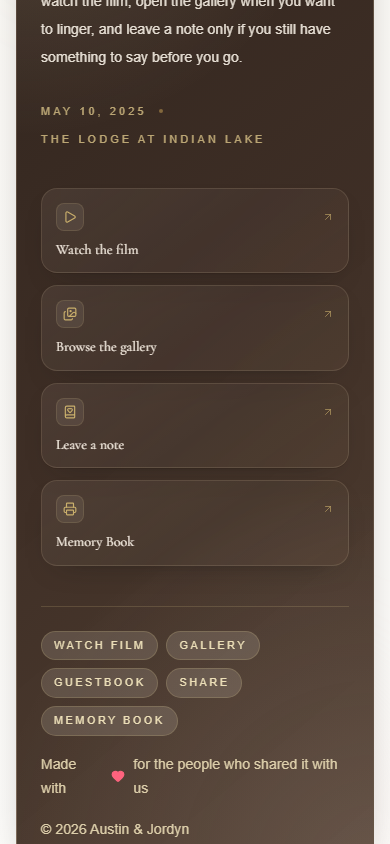 watch the film, open the gallery when you want
to linger, and leave a note only if you still have
something to say before you go.
MAY 10, 2025 •
THE LODGE AT INDIAN LAKE
Watch the film
Browse the gallery
Leave a note
Memory Book
WATCH FILM GALLERY
GUESTBOOK SHARE
MEMORY BOOK
Made with ♥ for the people who shared it with us
© 2026 Austin & Jordyn